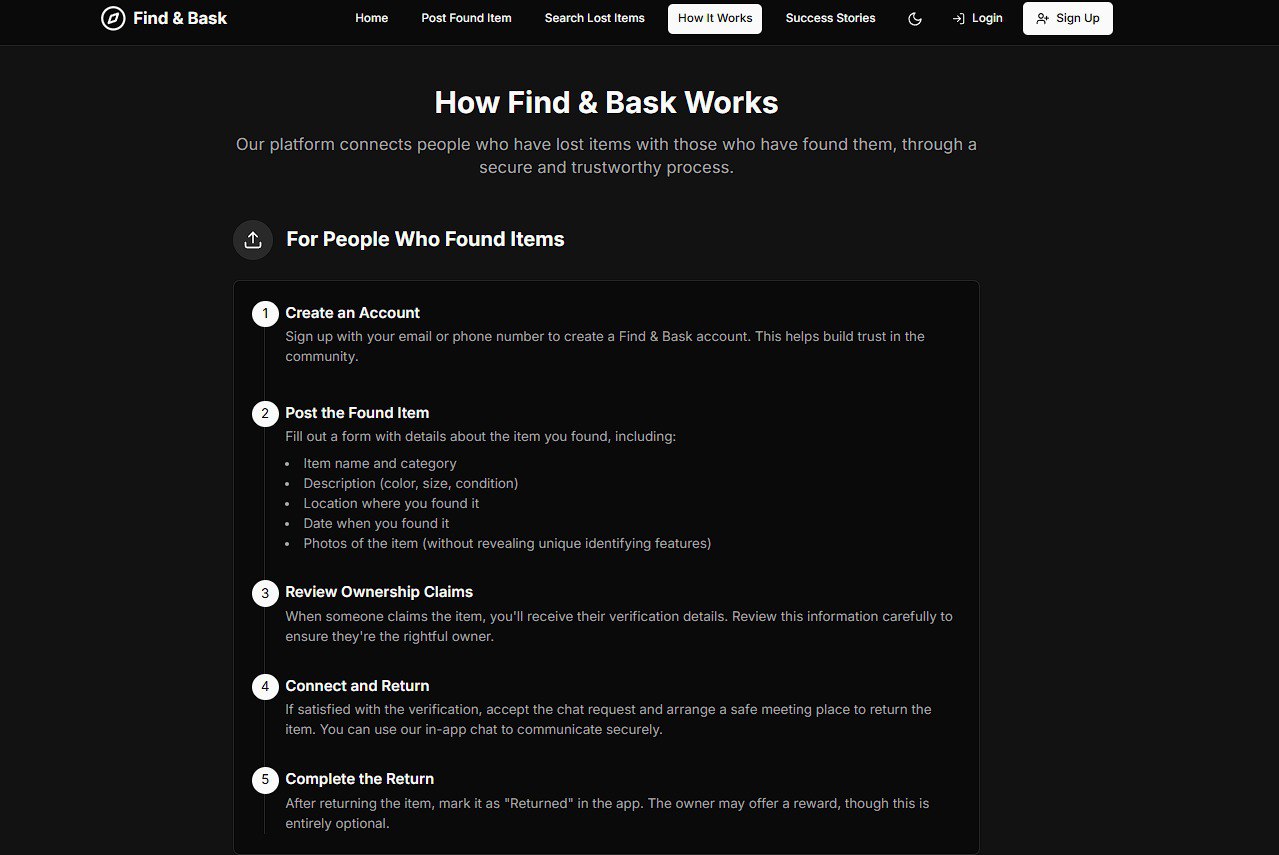 Find & Bask
Home
Post Found Item
Search Lost Items
How It Works
Success Stories
Login
Sign Up
How Find & Bask Works
Our platform connects people who have lost items with those who have found them, through a
secure and trustworthy process.
For People Who Found Items
1
Create an Account
Sign up with your email or phone number to create a Find & Bask account. This helps build trust in the
community.
2
Post the Found Item
Fill out a form with details about the item you found, including:
• Item name and category
• Description (color, size, condition)
• Location where you found it
• Date when you found it
• Photos of the item (without revealing unique identifying features)
3
Review Ownership Claims
When someone claims the item, you'll receive their verification details. Review this information carefully to
ensure they're the rightful owner.
4
Connect and Return
If satisfied with the verification, accept the chat request and arrange a safe meeting place to return the
item. You can use our in-app chat to communicate securely.
5
Complete the Return
After returning the item, mark it as "Returned" in the app. The owner may offer a reward, though this is
entirely optional.